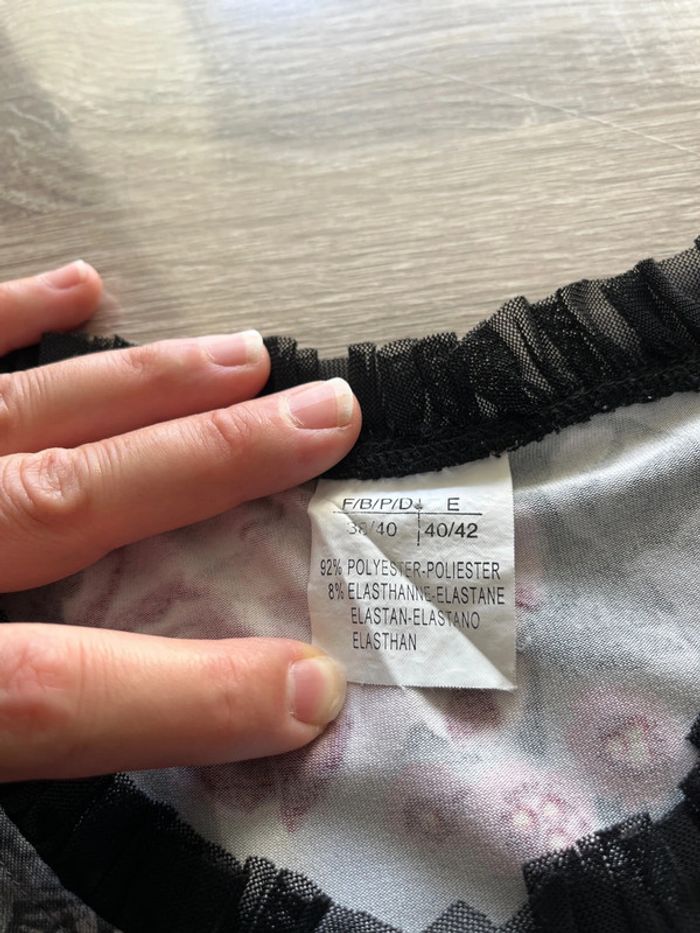 F/B/P/D E
38/40 40/42
92% POLYESTER-POLIESTER
8% ELASTHANNE-ELASTANE
ELASTAN-ELASTANO
ELASTHAN